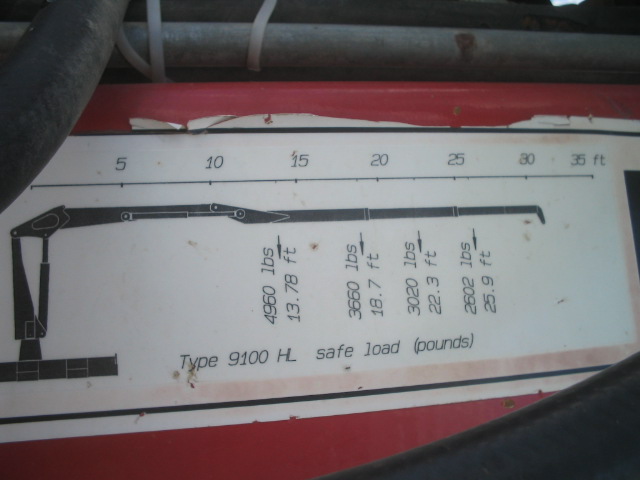 5 10 15 20 25 30 35 ft
4960 lbs
13.78 ft
3660 lbs
18.7 ft
3020 lbs
22.3 ft
2602 lbs
25.9 ft
Type 9100 HL safe load (pounds)